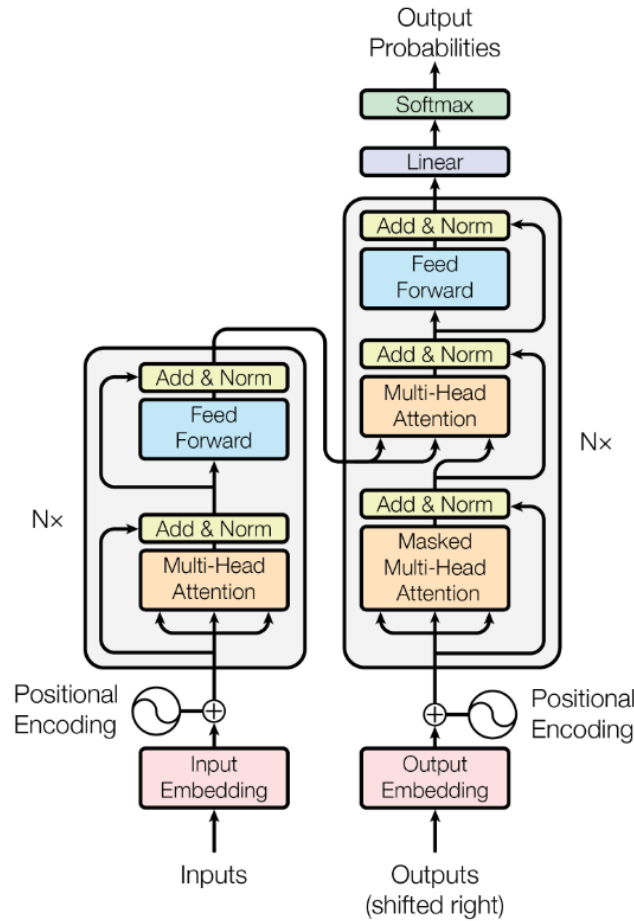 Output
Probabilities
Softmax
Linear
Add & Norm
Feed
Forward
Add & Norm
Multi-Head
Attention
Nx
Add & Norm
Masked
Multi-Head
Attention
Add & Norm
Feed
Forward
Nx
Add & Norm
Multi-Head
Attention
Positional
Encoding
Positional
Encoding
Input
Embedding
Output
Embedding
Inputs
Outputs
(shifted right)